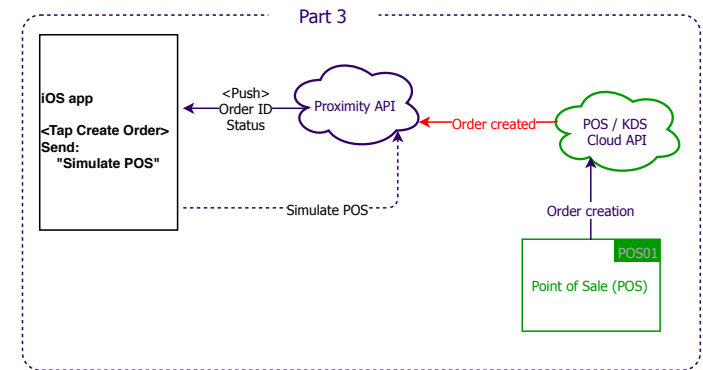 Part 3
iOS app
<Tap Create Order>
Send:
"Simulate POS"
<Push>
Order ID
Status
Proximity API
Order created
POS / KDS
Cloud API
Simulate POS
Order creation
POS01
Point of Sale (POS)